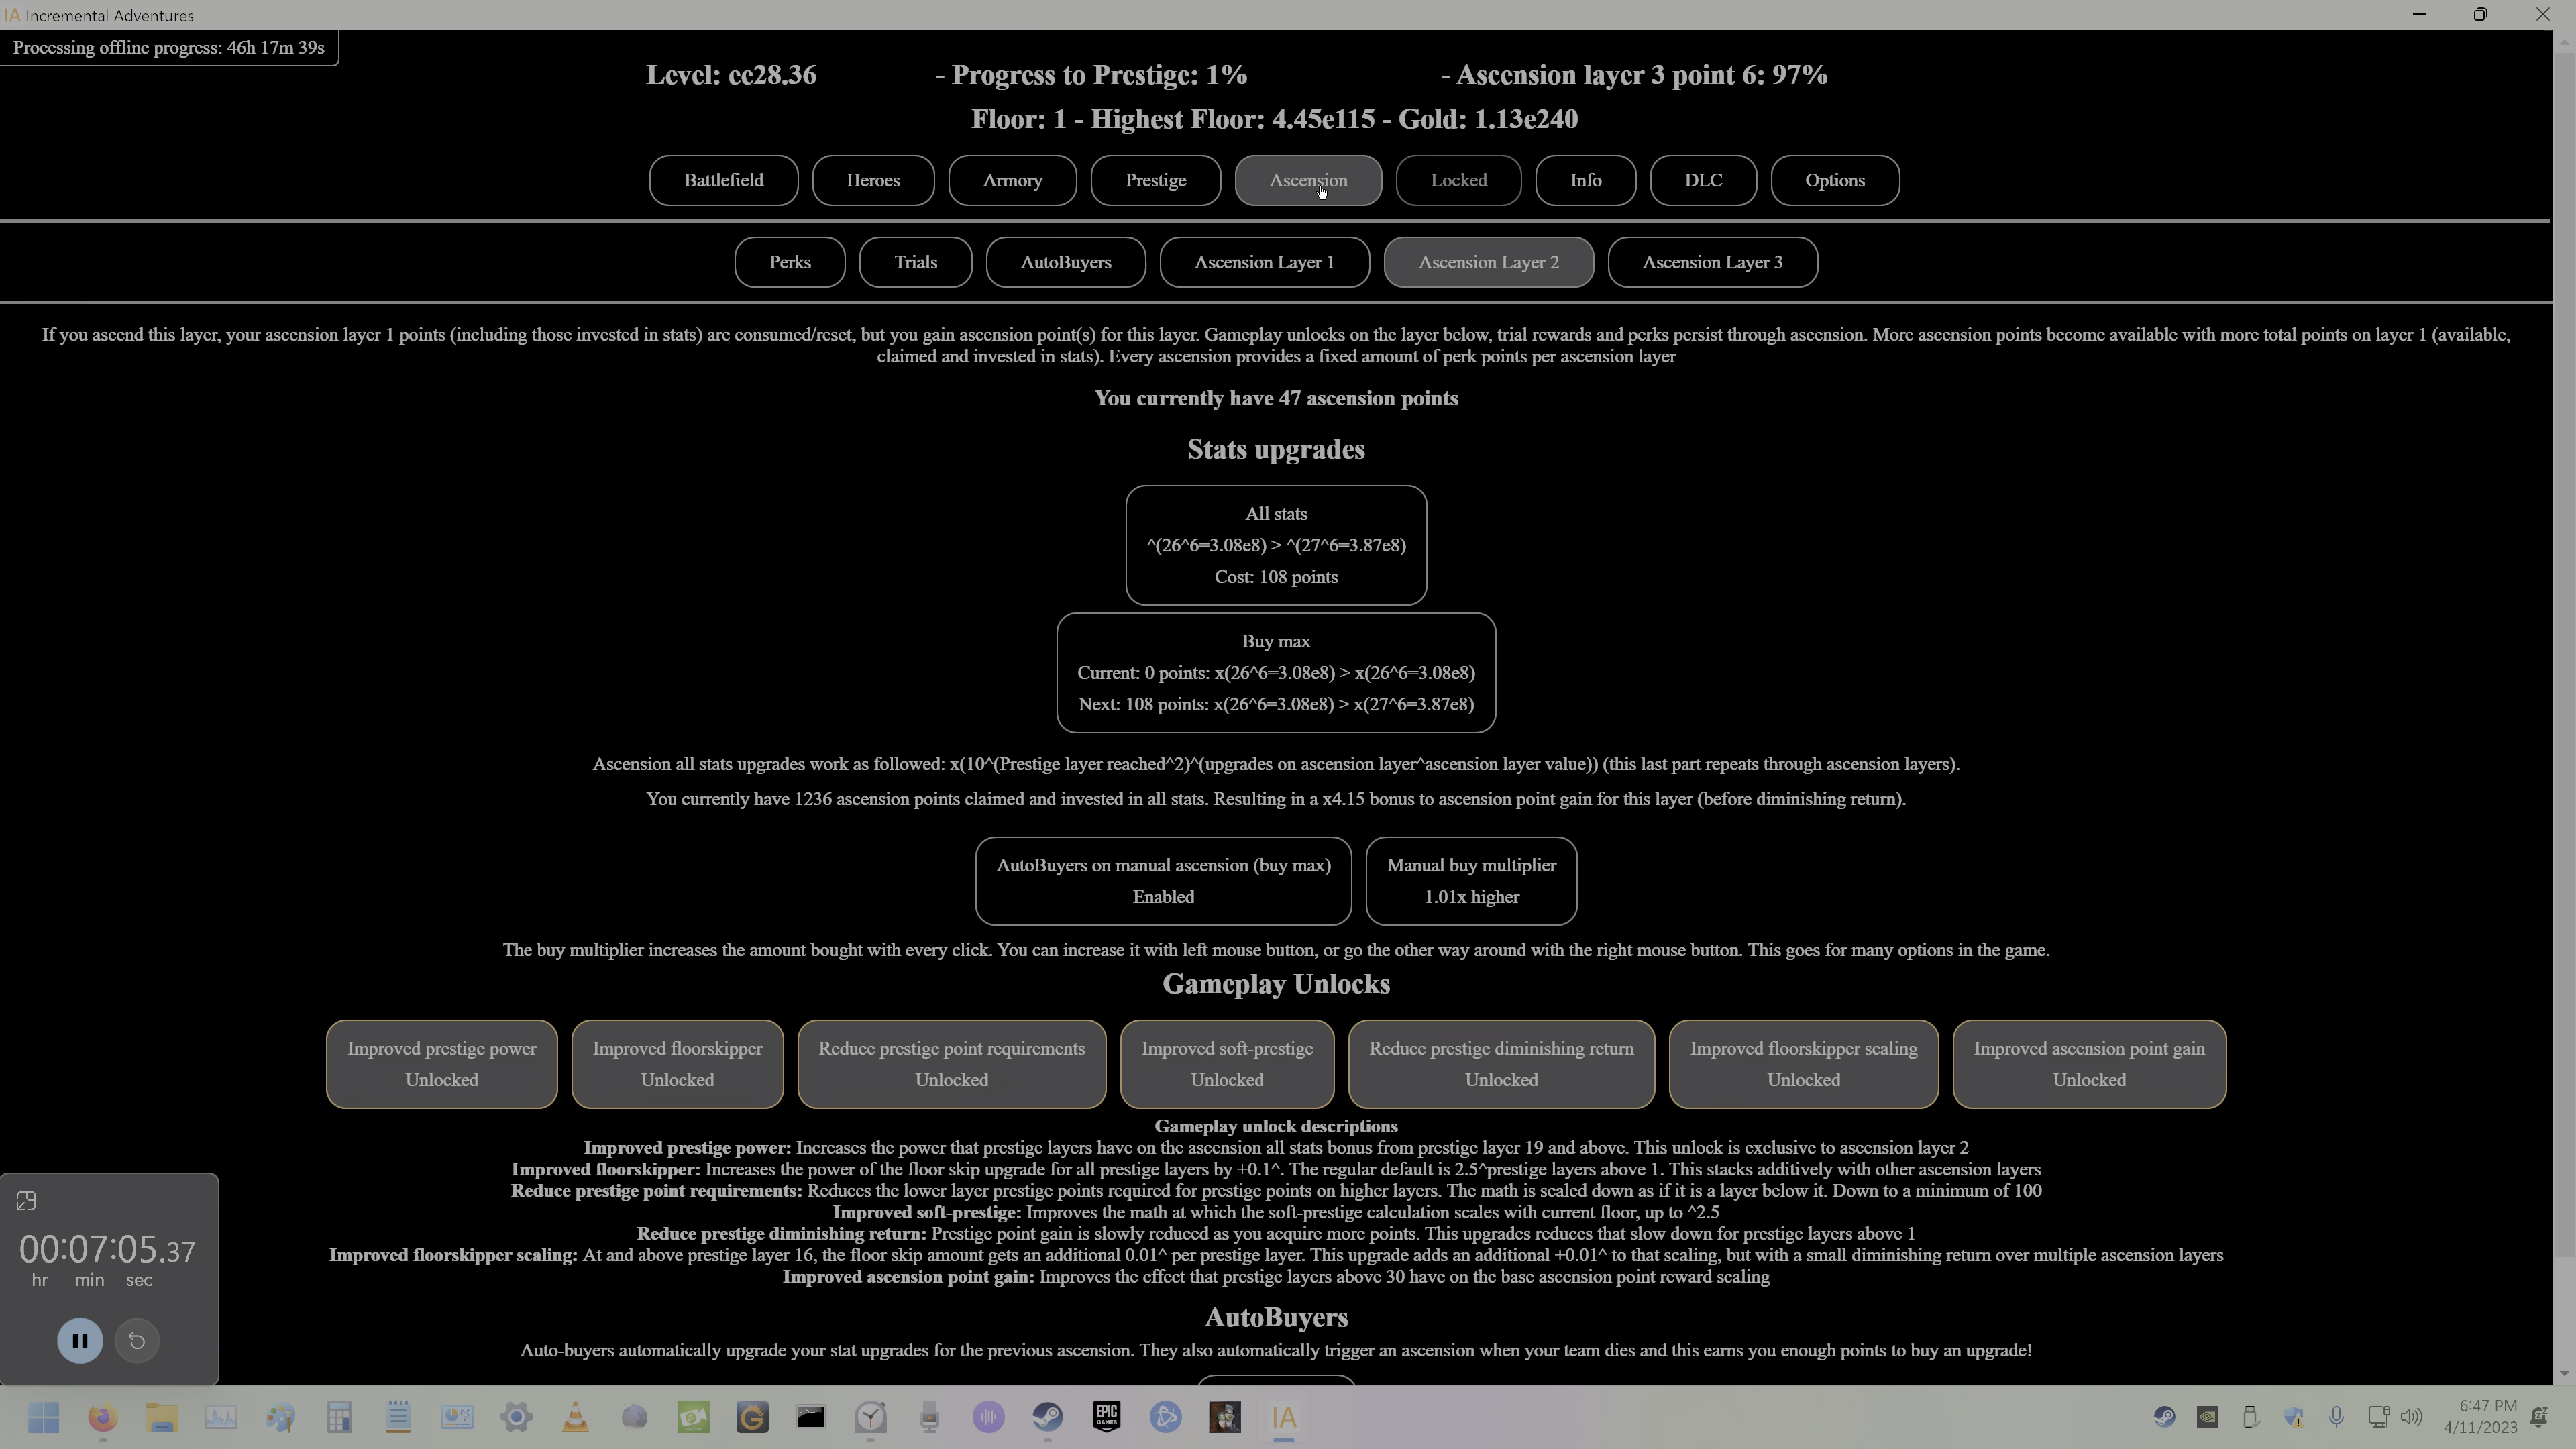 IA Incremental Adventures
Processing offline progress: 46h 17m 39s
Level: ee28.36 - Progress to Prestige: 1% - Ascension layer 3 point 6: 97%
Floor: 1 - Highest Floor: 4.45e115 - Gold: 1.13e240
Battlefield Heroes Armory Prestige Ascension Locked Info DLC Options
Perks Trials AutoBuyers Ascension Layer 1 Ascension Layer 2 Ascension Layer 3
If you ascend this layer, your ascension layer 1 points (including those invested in stats) are consumed/reset, but you gain ascension point(s) for this layer. Gameplay unlocks on the layer below, trial rewards and perks persist through ascension. More ascension points become available with more total points on layer 1 (available,
claimed and invested in stats). Every ascension provides a fixed amount of perk points per ascension layer
You currently have 47 ascension points
Stats upgrades
All stats
^(26^6=3.08e8) > ^(27^6=3.87e8)
Cost: 108 points
Buy max
Current: 0 points: x(26^6=3.08e8) > x(26^6=3.08e8)
Next: 108 points: x(26^6=3.08e8) > x(27^6=3.87e8)
Ascension all stats upgrades work as followed: x(10^(Prestige layer reached^2)^(upgrades on ascension layer^ascension layer value)) (this last part repeats through ascension layers).
You currently have 1236 ascension points claimed and invested in all stats. Resulting in a x4.15 bonus to ascension point gain for this layer (before diminishing return).
AutoBuyers on manual ascension (buy max) Manual buy multiplier
Enabled 1.01x higher
The buy multiplier increases the amount bought with every click. You can increase it with left mouse button, or go the other way around with the right mouse button. This goes for many options in the game.
Gameplay Unlocks
Improved prestige power Improved floorskipper Reduce prestige point requirements Improved soft-prestige Reduce prestige diminishing return Improved floorskipper scaling Improved ascension point gain
Unlocked Unlocked Unlocked Unlocked Unlocked Unlocked Unlocked
Gameplay unlock descriptions
Improved prestige power: Increases the power that prestige layers have on the ascension all stats bonus from prestige layer 19 and above. This unlock is exclusive to ascension layer 2
Improved floorskipper: Increases the power of the floor skip upgrade for all prestige layers by +0.1^. The regular default is 2.5^prestige layers above 1. This stacks additively with other ascension layers
Reduce prestige point requirements: Reduces the lower layer prestige points required for prestige points on higher layers. The math is scaled down as if it is a layer below it. Down to a minimum of 100
Improved soft-prestige: Improves the math at which the soft-prestige calculation scales with current floor, up to ^2.5
Reduce prestige diminishing return: Prestige point gain is slowly reduced as you acquire more points. This upgrades reduces that slow down for prestige layers above 1
Improved floorskipper scaling: At and above prestige layer 16, the floor skip amount gets an additional 0.01^ per prestige layer. This upgrade adds an additional +0.01^ to that scaling, but with a small diminishing return over multiple ascension layers
Improved ascension point gain: Improves the effect that prestige layers above 30 have on the base ascension point reward scaling
AutoBuyers
Auto-buyers automatically upgrade your stat upgrades for the previous ascension. They also automatically trigger an ascension when your team dies and this earns you enough points to buy an upgrade!
00:07:05.37
hr min sec
EPIC GAMES
IA
6:47 PM
4/11/2023